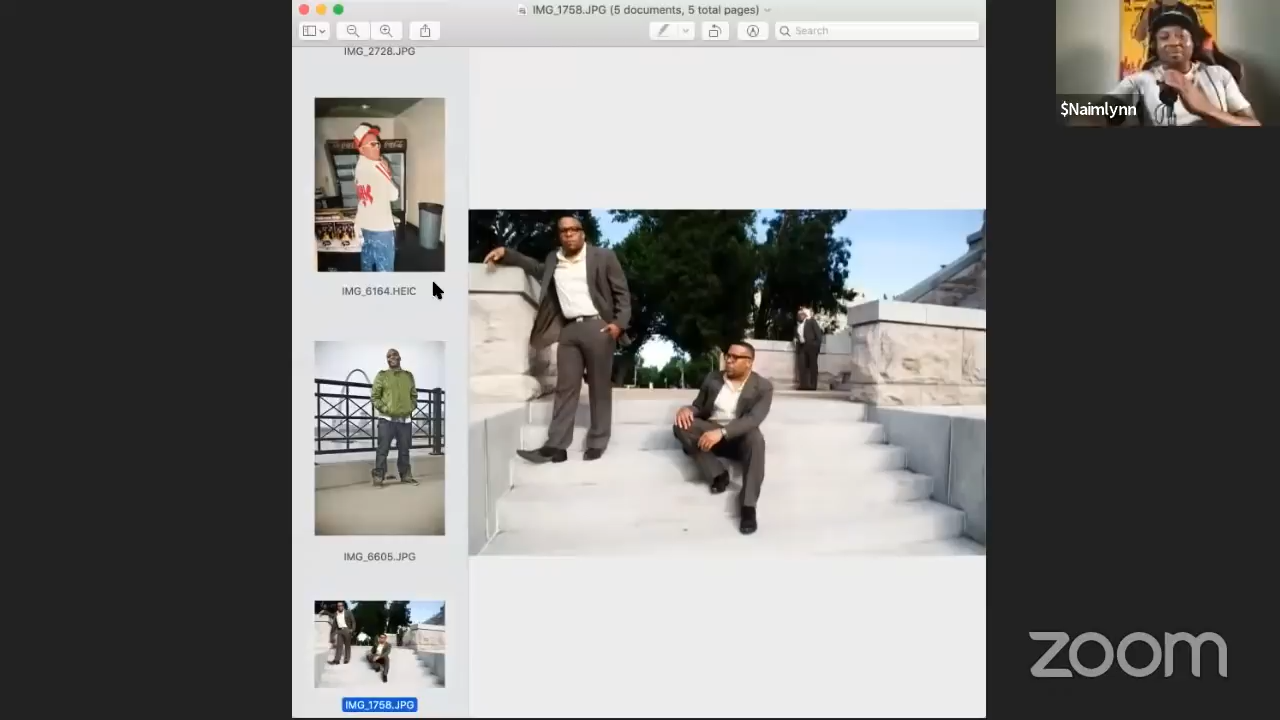 IMG_1758.JPG (5 documents, 5 total pages)
Search
IMG_2728.JPG
IMG_6164.HEIC
IMG_6605.JPG
IMG_1758.JPG
$Naimlynn
zoom